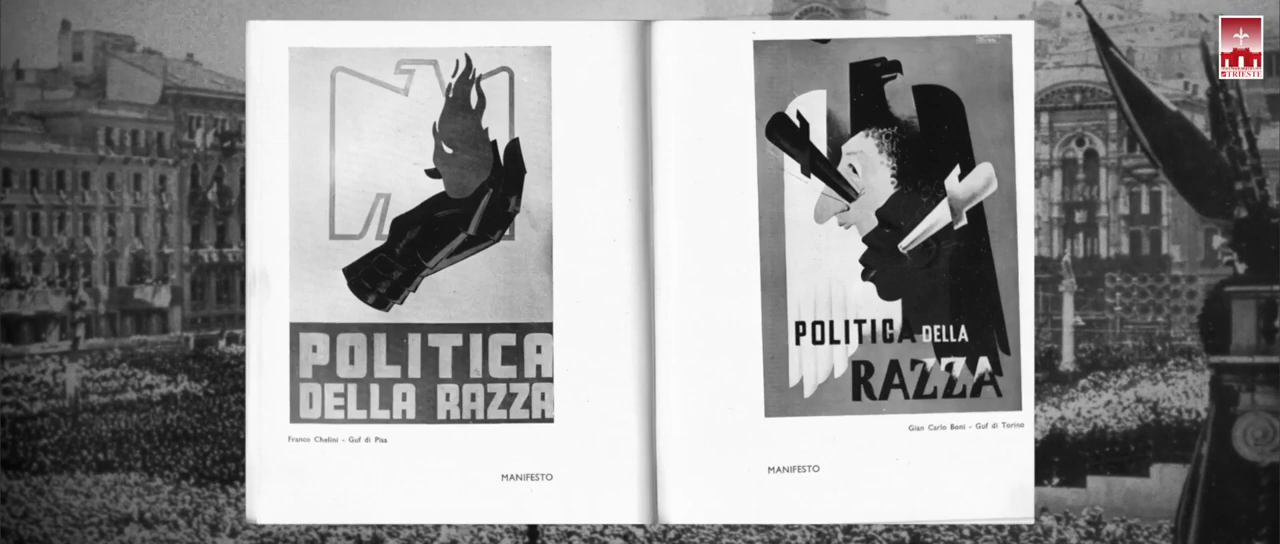 POLITICA
DELLA RAZZA
Franco Chelini - Guf di Pisa
MANIFESTO
POLITICA DELLA
RAZZA
Gian Carlo Boni - Guf di Torino
MANIFESTO
TRIESTE